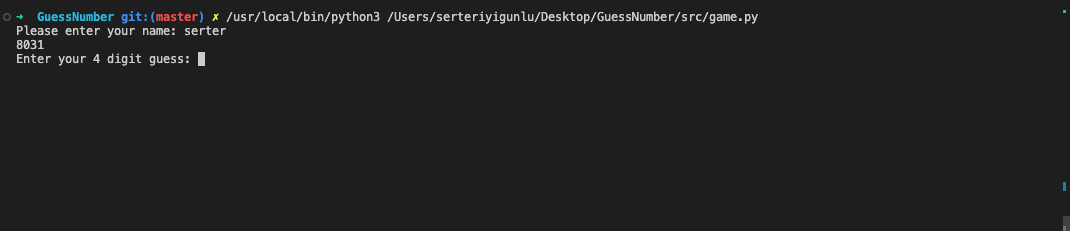 ➜ GuessNumber git:(master) ✗ /usr/local/bin/python3 /Users/serteriyigunlu/Desktop/GuessNumber/src/game.py
Please enter your name: serter
8031
Enter your 4 digit guess: